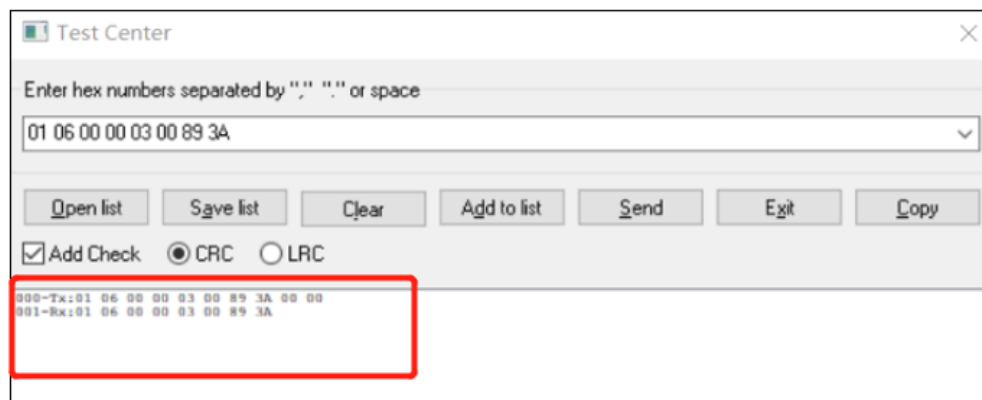 Test Center
Enter hex numbers separated by "," "." or space
01 06 00 00 03 00 89 3A
Open list Save list Clear Add to list Send Exit Copy
Add Check CRC LRC
000-Tx:01 06 00 00 03 00 89 3A 00 00
001-Rx:01 06 00 00 03 00 89 3A